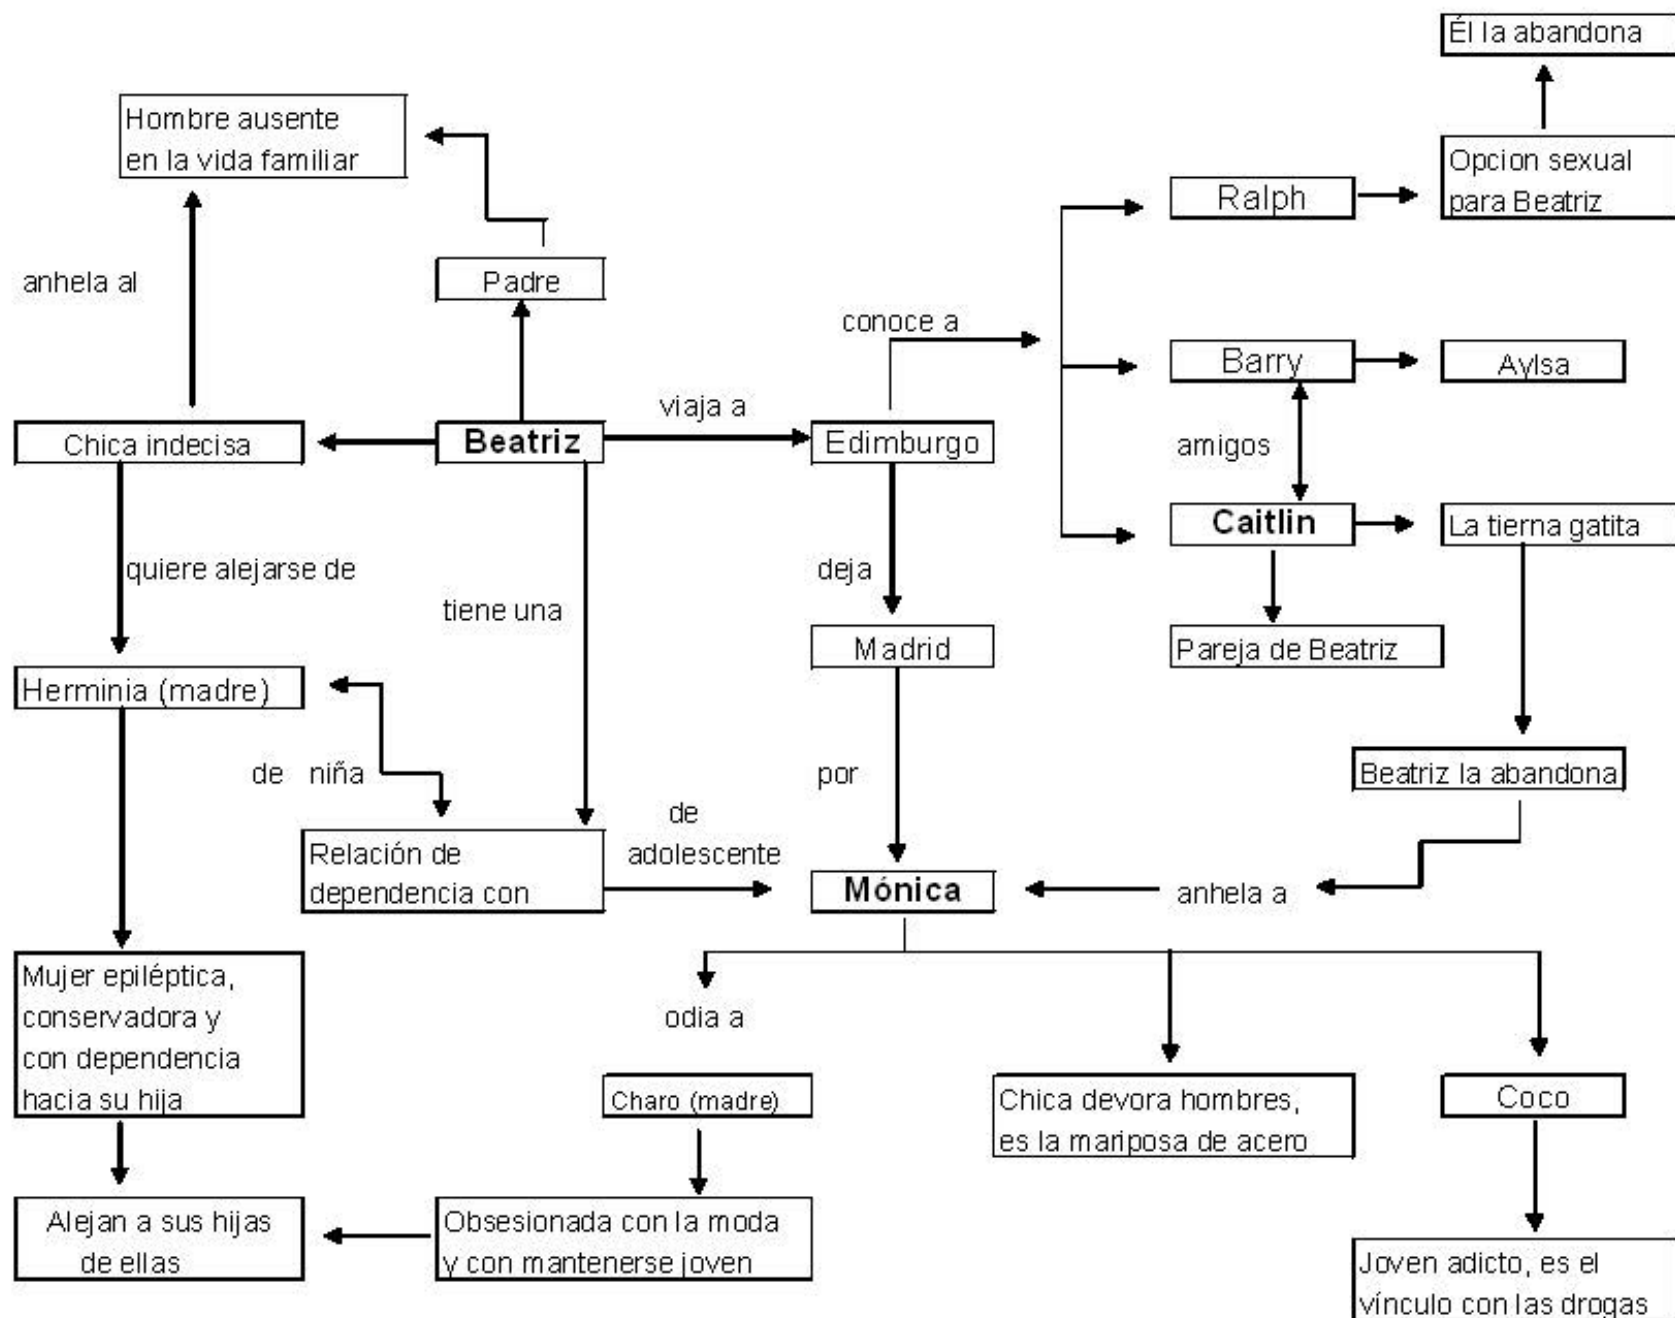 Él la abandona
Hombre ausente
en la vida familiar
Opcion sexual
para Beatriz
Ralph
anhela al
Padre
conoce a
Barry
Aylsa
viaja a
Chica indecisa
Beatriz
Edimburgo
amigos
Caitlin
La tierna gatita
quiere alejarse de
deja
tiene una
Madrid
Pareja de Beatriz
Herminia (madre)
de niña
por
Beatriz la abandona
de
adolescente
Relación de
dependencia con
Mónica
anhela a
Mujer epiléptica,
conservadora y
con dependencia
hacia su hija
odia a
Charo (madre)
Chica devora hombres,
es la mariposa de acero
Coco
Alejan a sus hijas
de ellas
Obsesionada con la moda
y con mantenerse joven
Joven adicto, es el
vínculo con las drogas